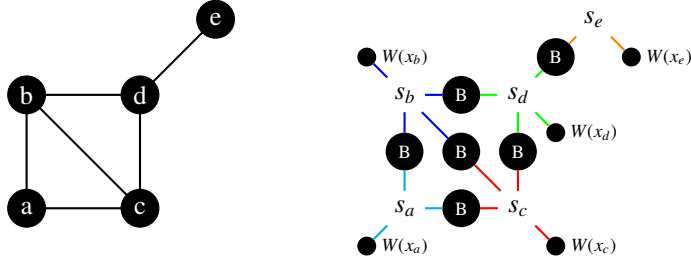 e
b d
a c
s_e
W(x_b) B W(x_e)
s_b B s_d
W(x_d)
B B B
s_a B s_c
W(x_a) W(x_c)